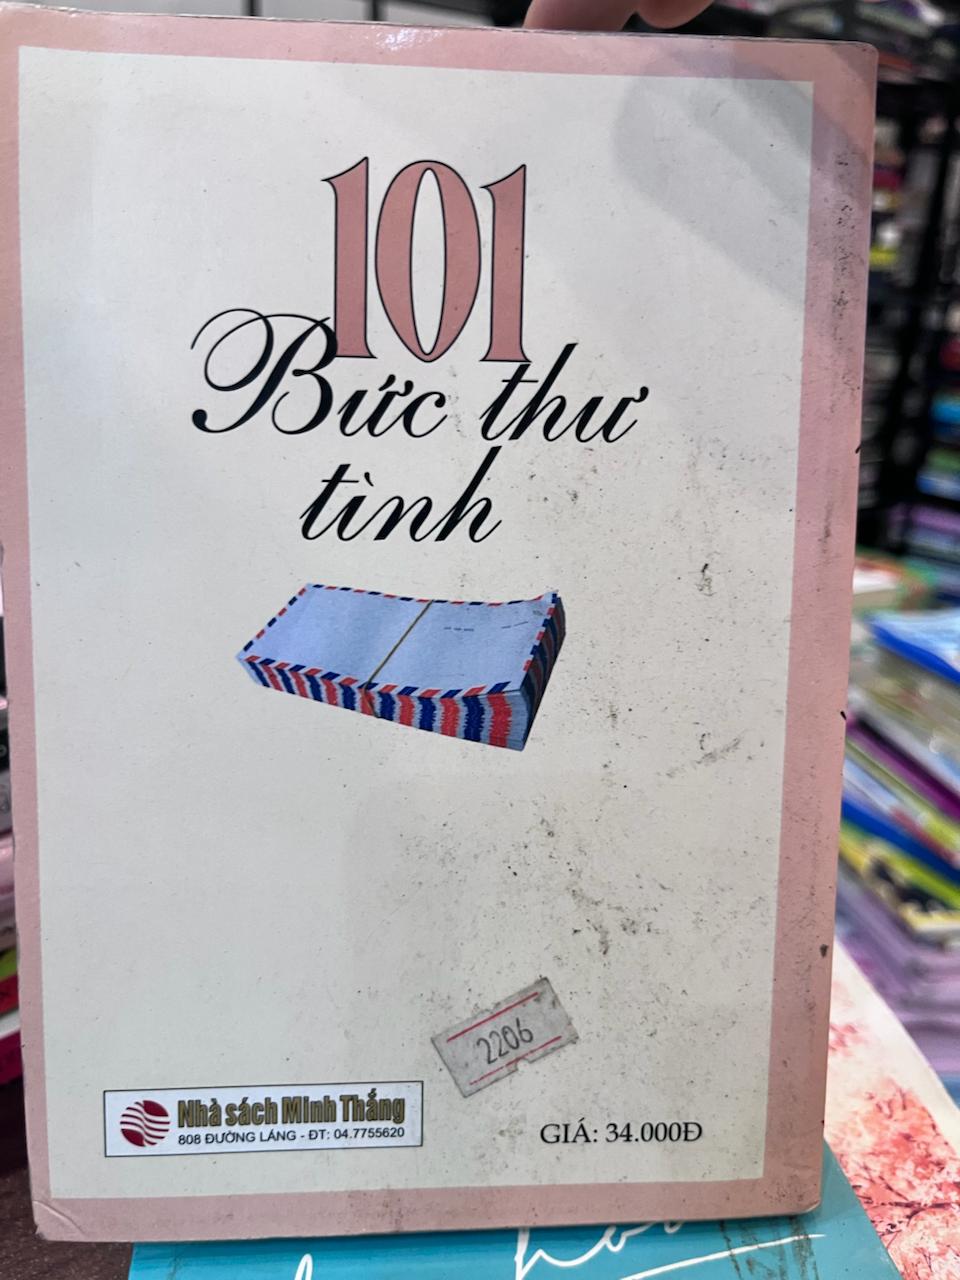 101
Bức thư
tình
2206
Nhà sách Minh Thắng
808 ĐƯỜNG LÁNG - ĐT: 04.7755620
GIÁ: 34.000Đ